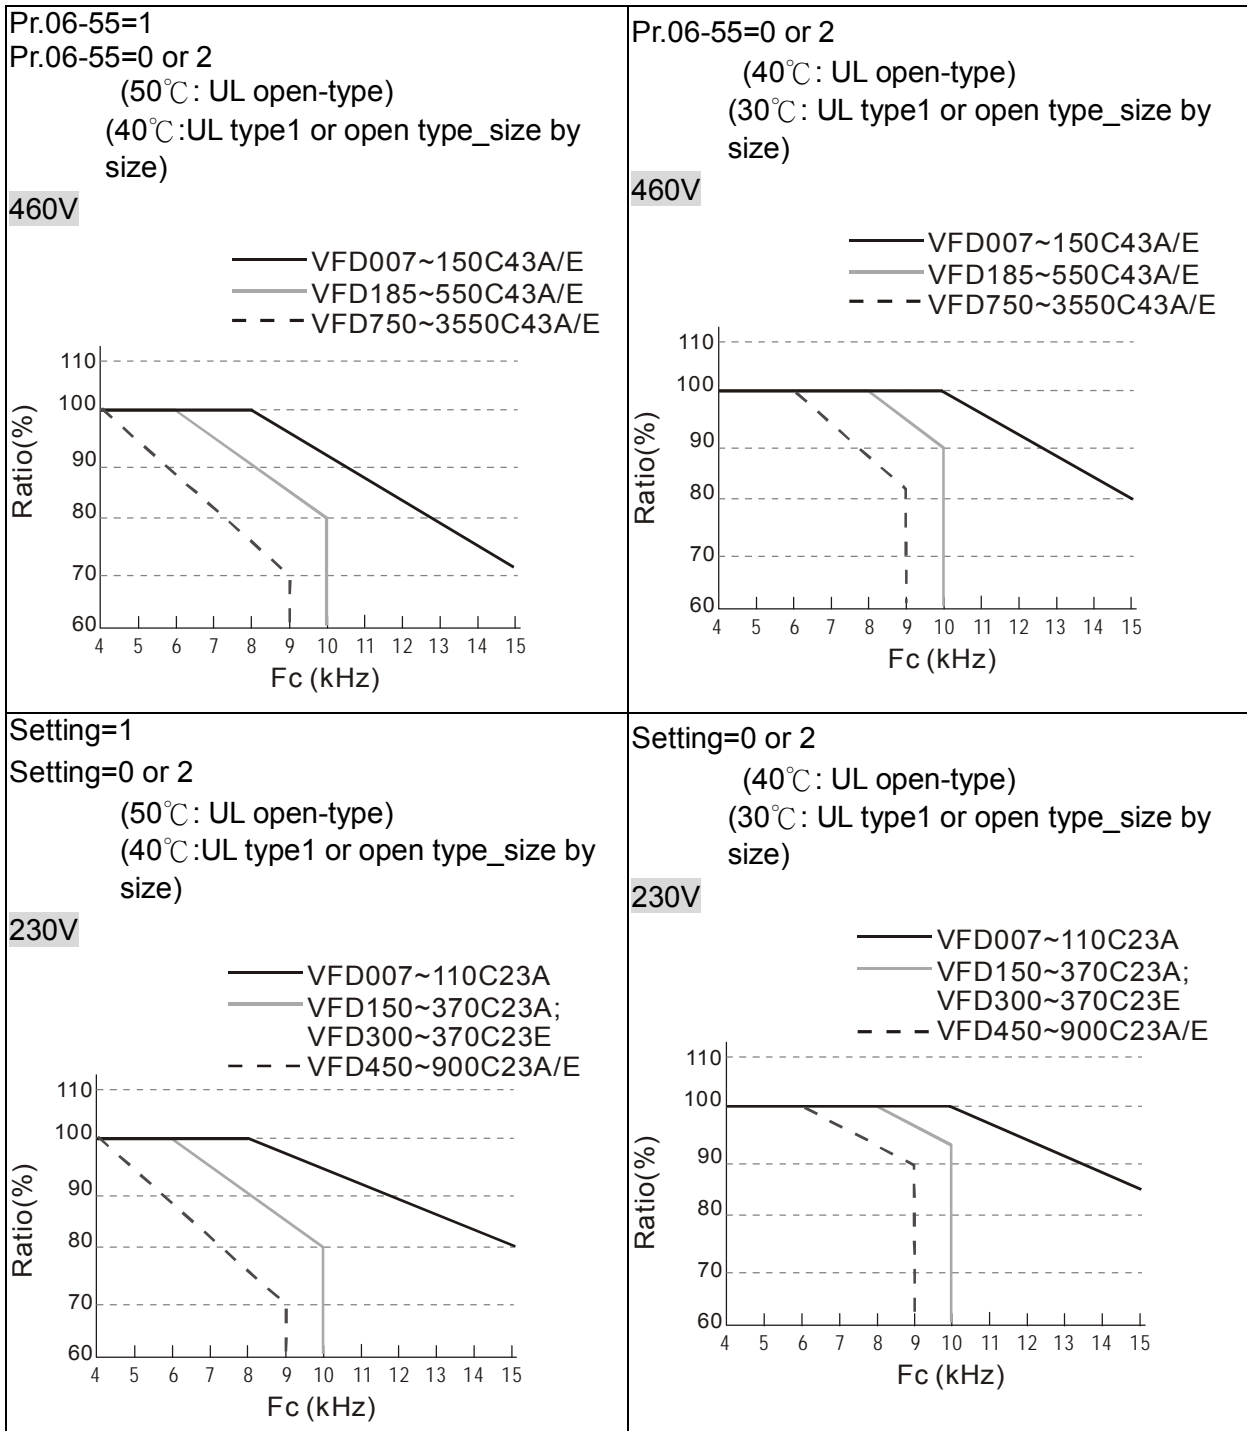 Pr.06-55=1
Pr.06-55=0 or 2
(50℃: UL open-type)
(40℃:UL type1 or open type_size by
size)
460V
VFD007~150C43A/E
VFD185~550C43A/E
VFD750~3550C43A/E
110
100
90
80
70
60
Ratio(%)
4 5 6 7 8 9 10 11 12 13 14 15
Fc (kHz)
Pr.06-55=0 or 2
(40℃: UL open-type)
(30℃: UL type1 or open type_size by
size)
460V
VFD007~150C43A/E
VFD185~550C43A/E
VFD750~3550C43A/E
110
100
90
80
70
60
Ratio(%)
4 5 6 7 8 9 10 11 12 13 14 15
Fc (kHz)
Setting=1
Setting=0 or 2
(50℃: UL open-type)
(40℃:UL type1 or open type_size by
size)
230V
VFD007~110C23A
VFD150~370C23A;
VFD300~370C23E
VFD450~900C23A/E
110
100
90
80
70
60
Ratio(%)
4 5 6 7 8 9 10 11 12 13 14 15
Fc (kHz)
Setting=0 or 2
(40℃: UL open-type)
(30℃: UL type1 or open type_size by
size)
230V
VFD007~110C23A
VFD150~370C23A;
VFD300~370C23E
VFD450~900C23A/E
110
100
90
80
70
60
Ratio(%)
4 5 6 7 8 9 10 11 12 13 14 15
Fc (kHz)